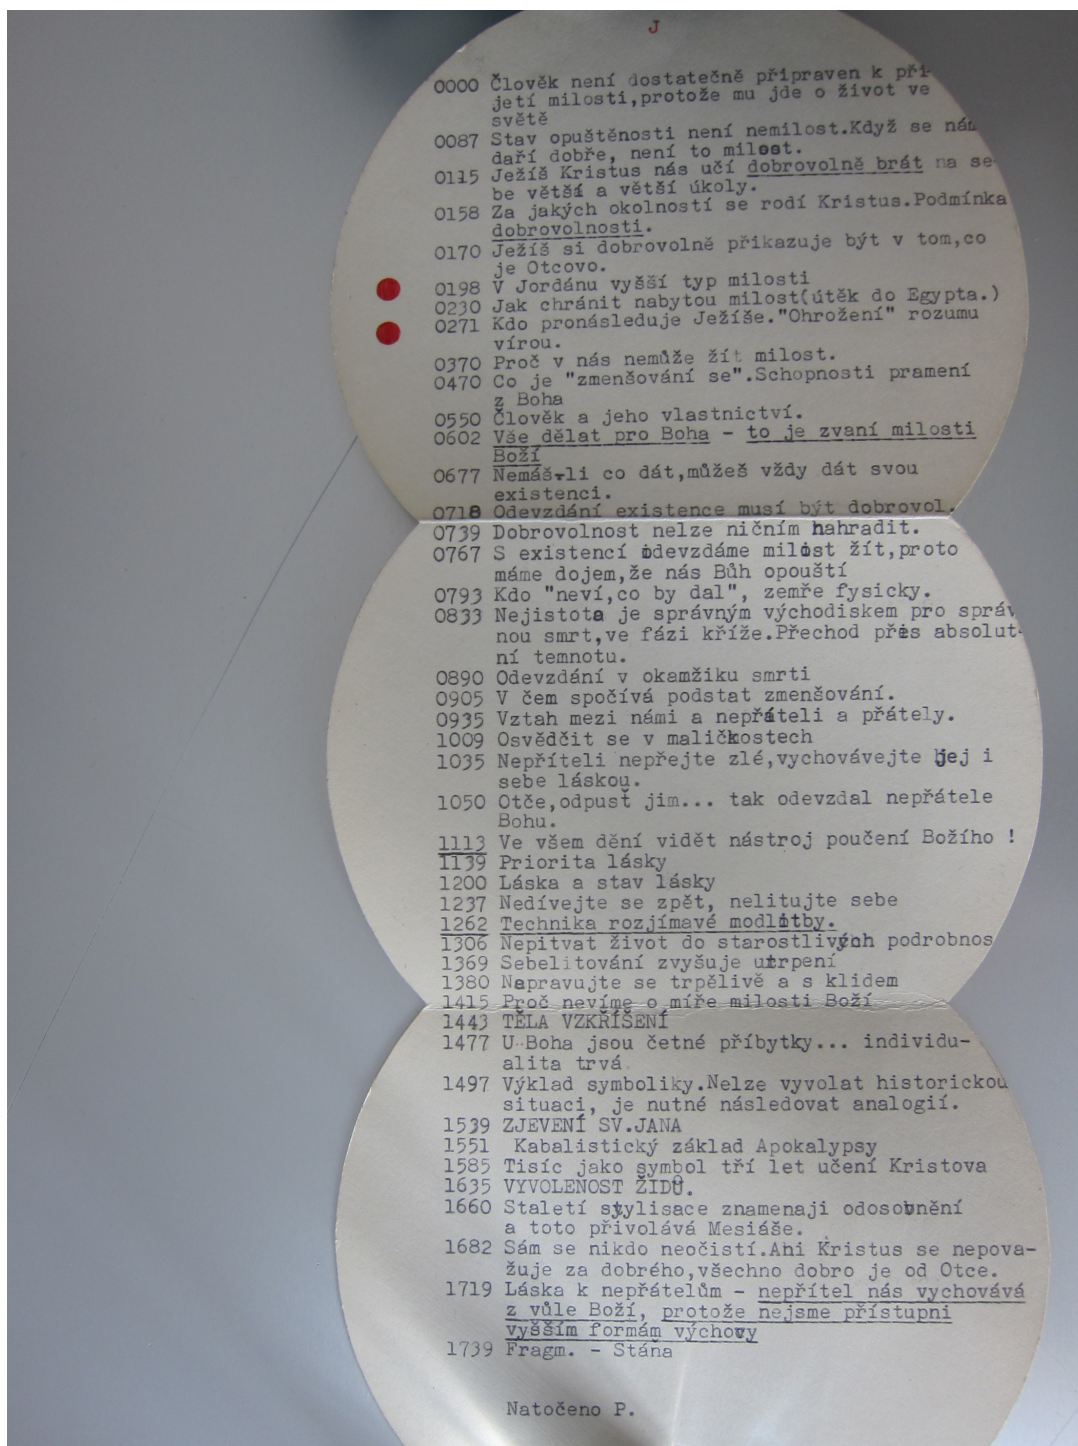 J
0000 Člověk není dostatečně připraven k při-
jetí milosti,protože mu jde o život ve
světě
0087 Stav opuštěnosti není nemilost.Když se nám
daří dobře, není to milost.
0115 Ježíš Kristus nás učí dobrovolně brát na se-
be větší a větší úkoly.
0158 Za jakých okolností se rodí Kristus.Podmínka
dobrovolnosti.
0170 Ježíš si dobrovolně přikazuje být v tom,co
je Otcovo.
0198 V Jordánu vyšší typ milosti
0230 Jak chránit nabytou milost(útěk do Egypta.)
0271 Kdo pronásleduje Ježíše."Ohrožení" rozumu
vírou.
0370 Proč v nás nemůže žít milost.
0470 Co je "zmenšování se".Schopnosti pramení
z Boha
0550 Člověk a jeho vlastnictví.
0602 Vše dělat pro Boha - to je zvaní milosti
Boží
0677 Nemáš-li co dát,můžeš vždy dát svou
existenci.
0718 Odevzdání existence musí být dobrovol.
0739 Dobrovolnost nelze ničním nahradit.
0767 S existencí odevzdáme milost žít,proto
máme dojem,že nás Bůh opouští
0793 Kdo "neví,co by dal", zemře fysicky.
0833 Nejistota je správným východiskem pro správ
nou smrt,ve fázi kříže.Přechod přes absolut-
ní temnotu.
0890 Odevzdání v okamžiku smrti
0905 V čem spočívá podstat zmenšování.
0935 Vztah mezi námi a nepřáteli a přátely.
1009 Osvědčit se v maličkostech
1035 Nepříteli nepřejte zlé,vychovávejte jej i
sebe láskou.
1050 Otče,odpusť jim... tak odevzdal nepřátele
Bohu.
1113 Ve všem dění vidět nástroj poučení Božího !
1139 Priorita lásky
1200 Láska a stav lásky
1237 Nedívejte se zpět, nelitujte sebe
1262 Technika rozjímavé modlitby.
1306 Nepitvat život do starostlivých podrobnos
1369 Sebelitování zvyšuje utrpení
1380 Napravujte se trpělivě a s klidem
1415 Proč nevíme o míře milosti Boží
1443 TĚLA VZKŘÍŠENÍ
1477 U Boha jsou četné příbytky... individu-
alita trvá
1497 Výklad symboliky.Nelze vyvolat historickou
situaci, je nutné následovat analogií.
1539 ZJEVENÍ SV.JANA
1551 Kabalistický základ Apokalypsy
1585 Tisíc jako symbol tří let učení Kristova
1635 VYVOLENOST ŽIDŮ.
1660 Staletí stylisace znamenaji odosobnění
a toto přivolává Mesiáše.
1682 Sám se nikdo neočistí.Ani Kristus se nepova-
žuje za dobrého,všechno dobro je od Otce.
1719 Láska k nepřátelům - nepřítel nás vychovává
z vůle Boží, protože nejsme přístupni
vyšším formám výchovy
1739 Fragm. - Stáňa
Natočeno P.